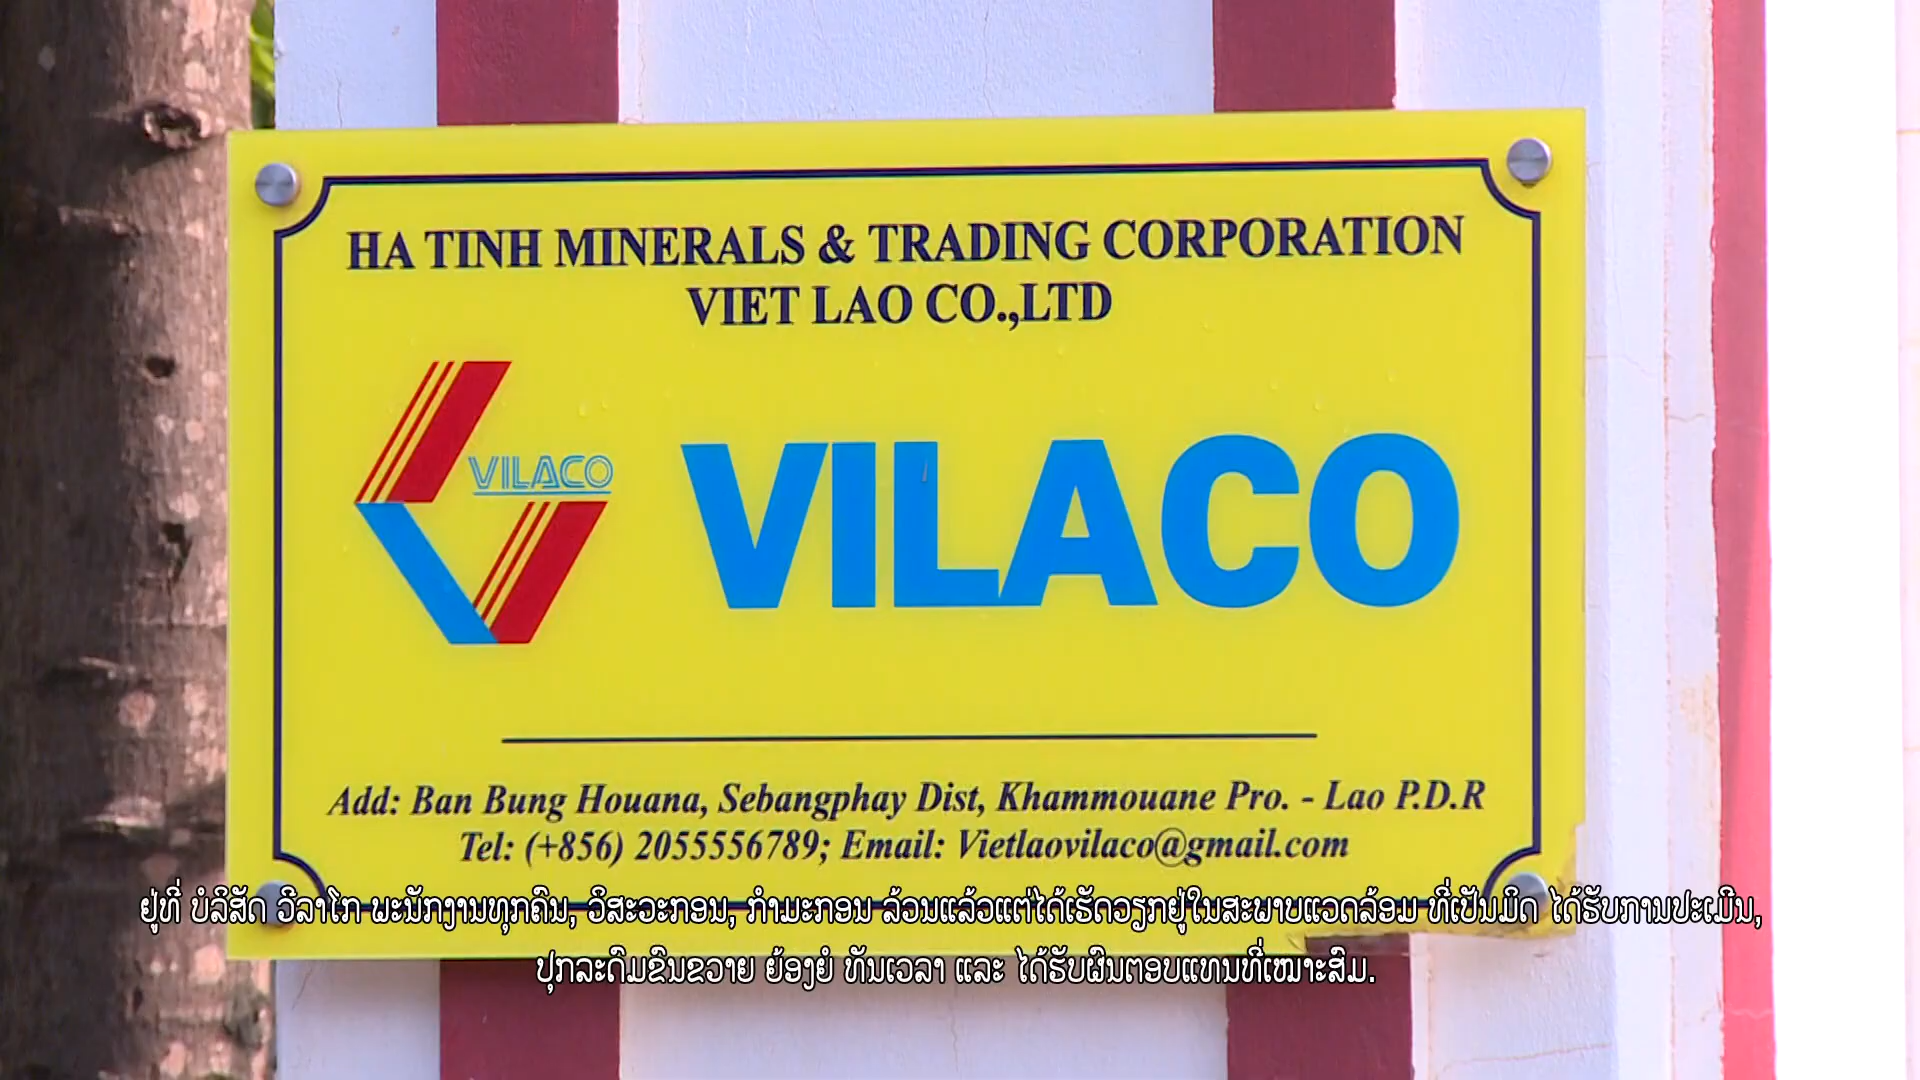 HA TINH MINERALS & TRADING CORPORATION
VIET LAO CO.,LTD
VILACO
VILACO
Add: Ban Bung Houana, Sebangphay Dist, Khammouane Pro. - Lao P.D.R
Tel: (+856) 2055556789; Email: Vietlaovilaco@gmail.com
ຢູ່ທີ່ ບໍລິສັດ ວີລາໂກ ພະນັກງານທຸກຄົນ, ວິສະວະກອນ, ກຳມະກອນ ລ້ວນແລ້ວແຕ່ໄດ້ເຮັດວຽກຢູ່ໃນສະພາບແວດລ້ອມ ທີ່ເປັນມິດ ໄດ້ຮັບການປະເມີນ,
ປຸກລະດົມຂົນຂວາຍ ຍ້ອງຍໍ ທັນເວລາ ແລະ ໄດ້ຮັບຜົນຕອບແທນທີ່ເໝາະສົມ.